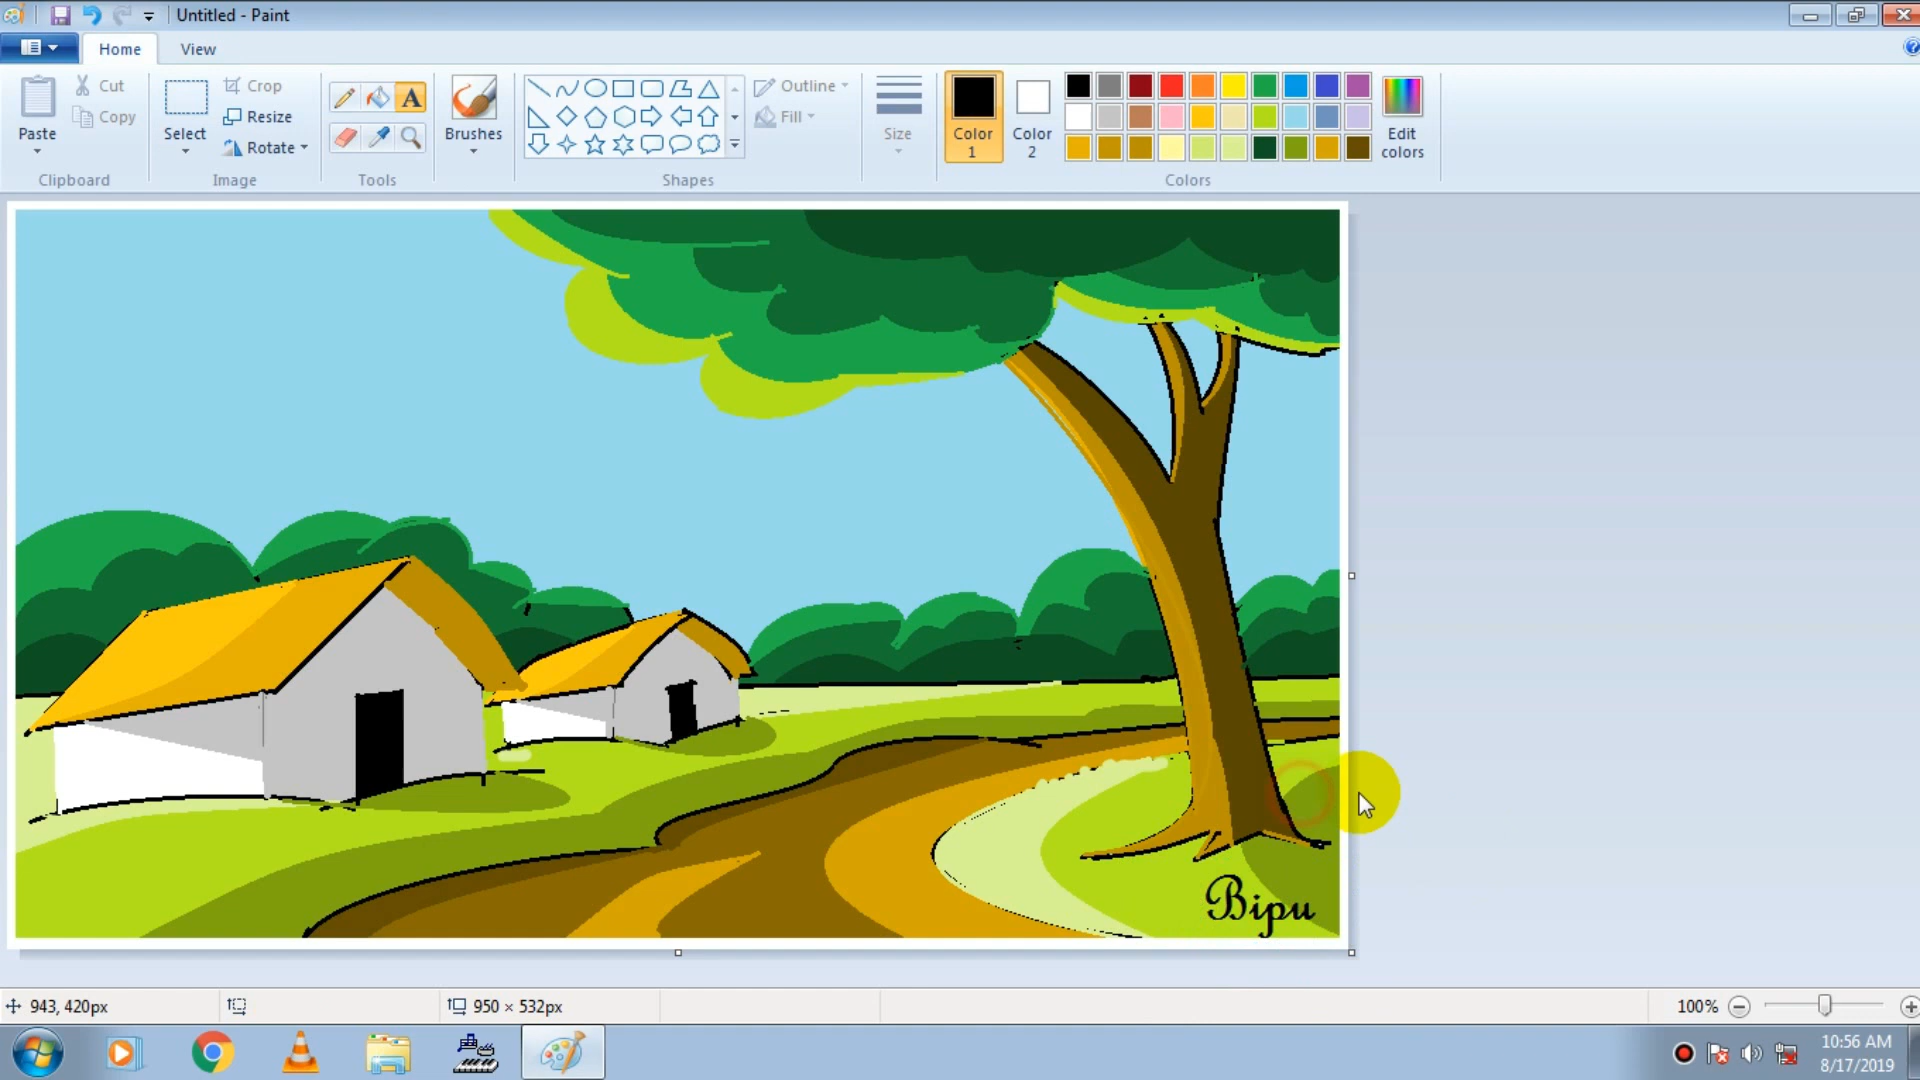 Untitled - Paint
Home View
Paste
Cut
Copy
Clipboard
Select
Crop
Resize
Rotate
Image
A
Tools
Brushes
Shapes
Outline
Fill
Size
Color 1
Color 2
Edit colors
Colors
Bipu
943, 420px
950 × 532px
100%
10:56 AM
8/17/2019